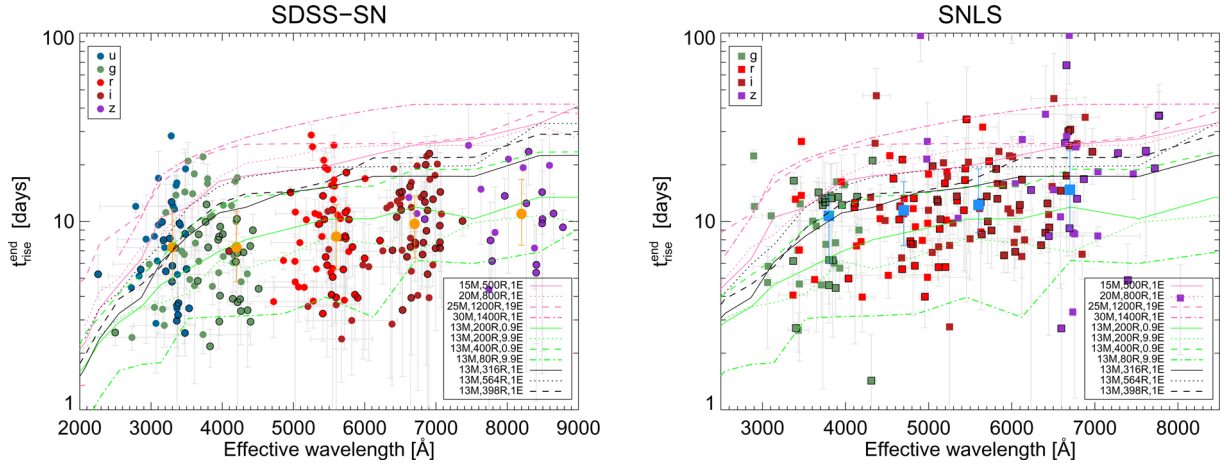 SDSS−SN
100
10
1
t_rise^end [days]
u
g
r
i
z
15M,500R,1E
20M,800R,1E
25M,1200R,19E
30M,1400R,1E
13M,200R,0.9E
13M,200R,9.9E
13M,400R,0.9E
13M,80R,9.9E
13M,316R,1E
13M,564R,1E
13M,398R,1E
2000 3000 4000 5000 6000 7000 8000 9000
Effective wavelength [Å]
SNLS
100
10
1
t_rise^end [days]
g
r
i
z
15M,500R,1E
20M,800R,1E
25M,1200R,19E
30M,1400R,1E
13M,200R,0.9E
13M,200R,9.9E
13M,400R,0.9E
13M,80R,9.9E
13M,316R,1E
13M,564R,1E
13M,398R,1E
3000 4000 5000 6000 7000 8000
Effective wavelength [Å]